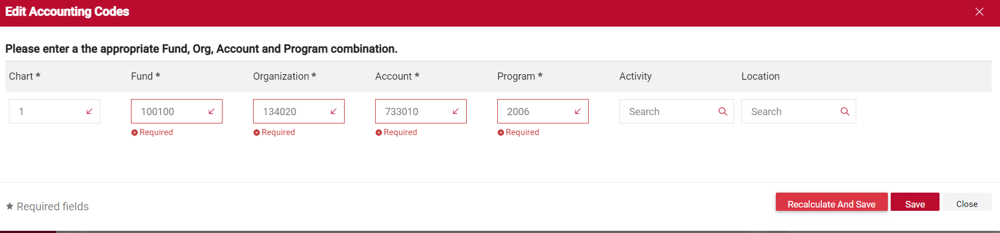 Edit Accounting Codes
Please enter a the appropriate Fund, Org, Account and Program combination.
Chart ★ Fund ★ Organization ★ Account ★ Program ★ Activity Location
1 100100 134020 733010 2006 Search Search
Required Required Required Required
★ Required fields
Recalculate And Save Save Close